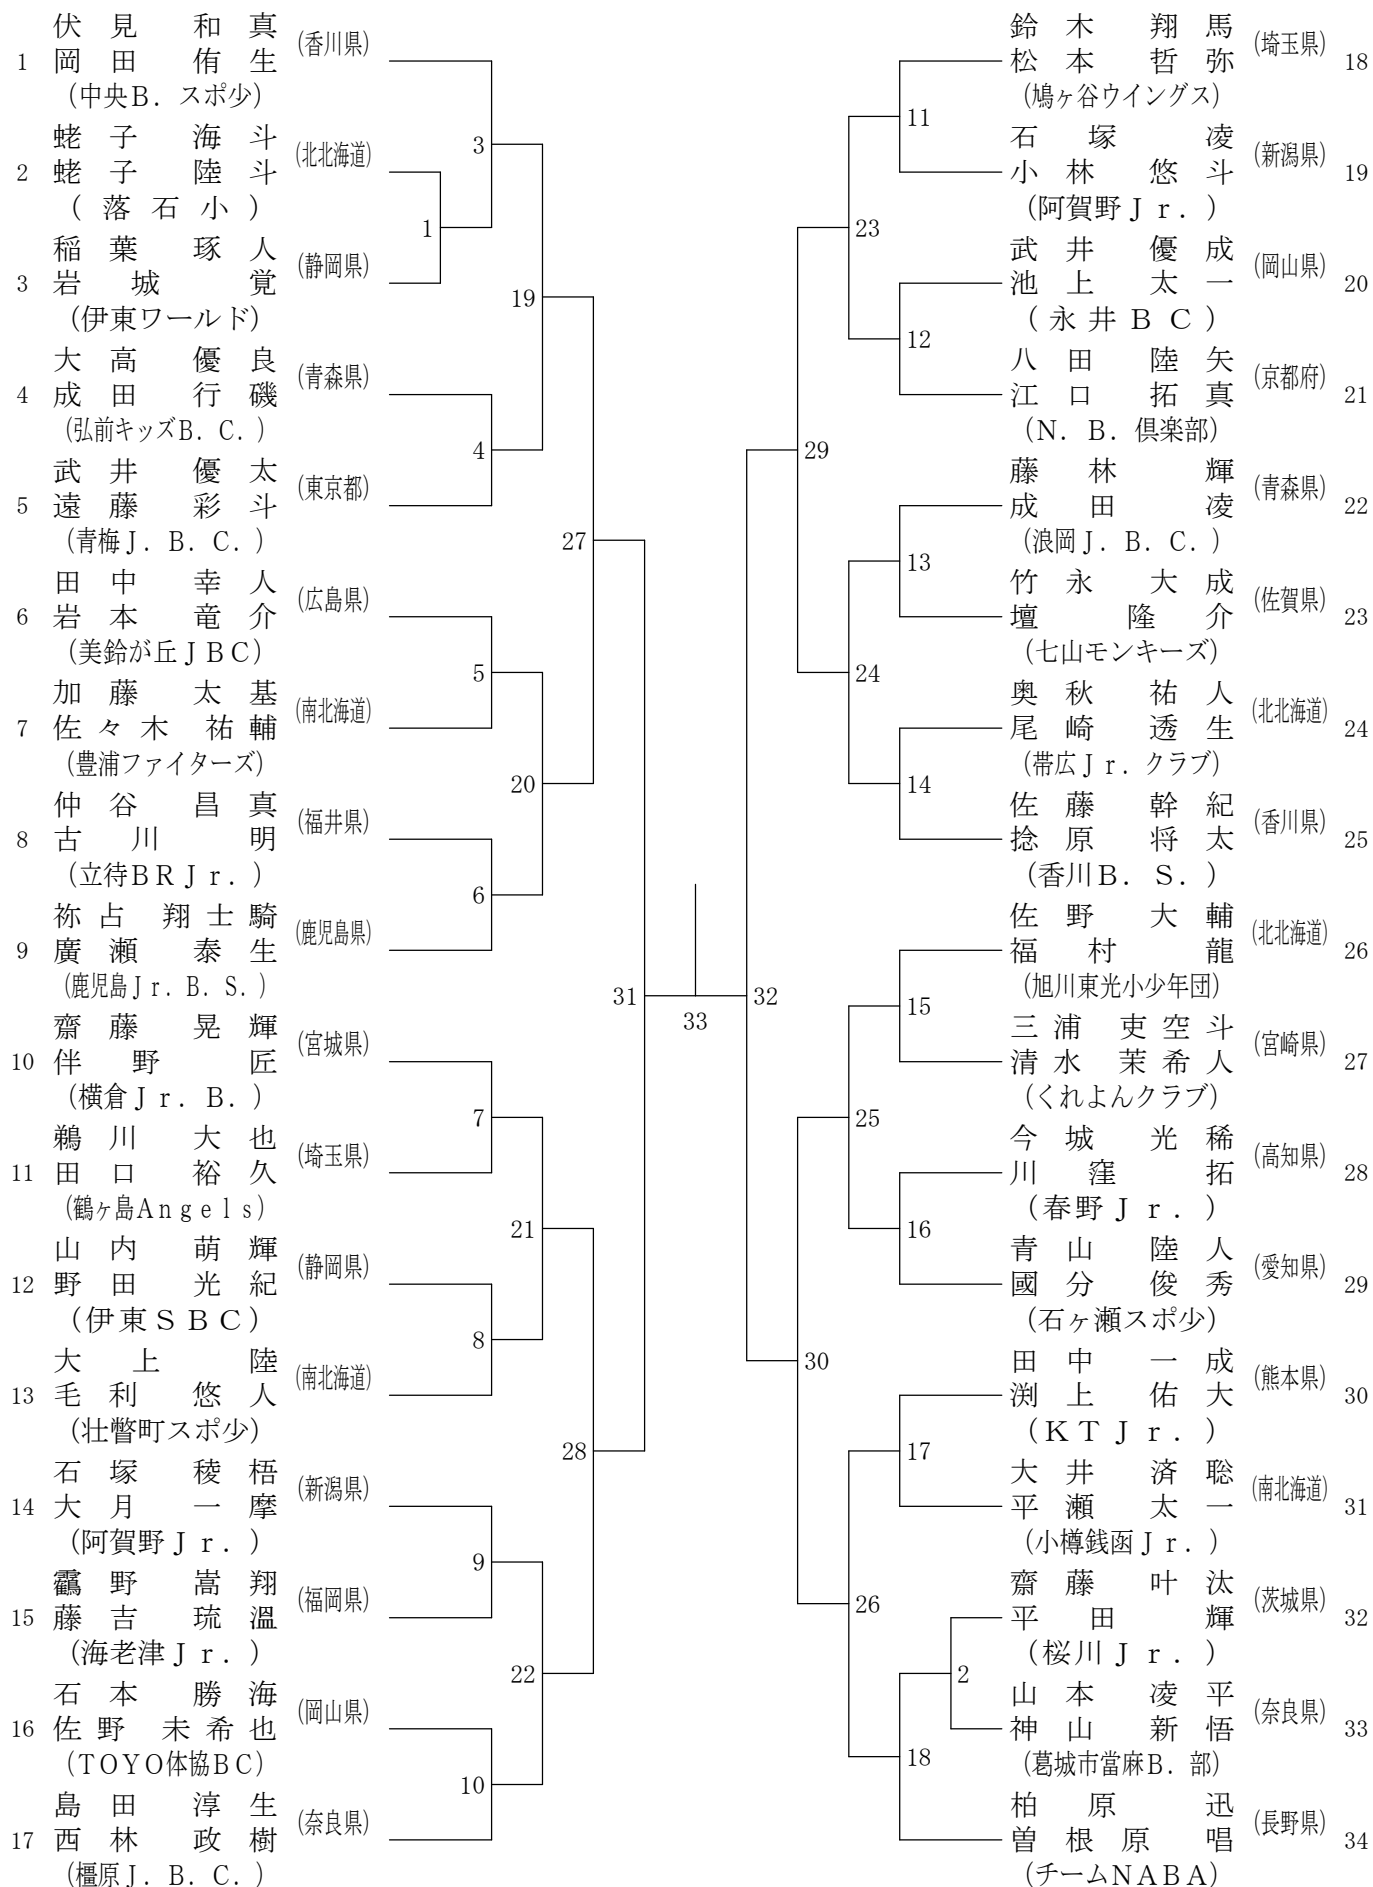 伏見 和真
(香川県)
1 岡田 侑生
(中央B．スポ少)
蛯子 海斗
(北北海道)
2 蛯子 陸斗
(落石小)
稲葉 琢人
(静岡県)
3 岩城 覚
(伊東ワールド)
大高 優良
(青森県)
4 成田 行磯
(弘前キッズB．C．)
武井 優太
(東京都)
5 遠藤 彩斗
(青梅J．B．C．)
田中 幸人
(広島県)
6 岩本 竜介
(美鈴が丘JBC)
加藤 太基
(南北海道)
7 佐々木 祐輔
(豊浦ファイターズ)
仲谷 昌真
(福井県)
8 古川 明
(立待BRJr．)
祢占 翔士騎
(鹿児島県)
9 廣瀬 泰生
(鹿児島Jr．B．S．)
齋藤 晃輝
(宮城県)
10 伴野 匠
(横倉Jr．B．)
鵜川 大也
(埼玉県)
11 田口 裕久
(鶴ヶ島Angels)
山内 萌輝
(静岡県)
12 野田 光紀
(伊東SBC)
大上 陸
(南北海道)
13 毛利 悠人
(壮瞥町スポ少)
石塚 稜梧
(新潟県)
14 大月 一摩
(阿賀野Jr．)
靏野 嵩翔
(福岡県)
15 藤吉 琉溫
(海老津Jr．)
石本 勝海
(岡山県)
16 佐野 未希也
(TOYO体協BC)
島田 淳生
(奈良県)
17 西林 政樹
(橿原J．B．C．)
3
1
19
4
27
5
20
6
31
7
21
8
28
9
22
10
33
32
29
23
11
12
24
13
14
30
25
15
16
26
17
2
18
鈴木 翔馬
(埼玉県)
松本 哲弥 18
(鳩ヶ谷ウイングス)
石塚 凌
(新潟県)
小林 悠斗 19
(阿賀野Jr．)
武井 優成
(岡山県)
池上 太一 20
(永井BC)
八田 陸矢
(京都府)
江口 拓真 21
(N．B．倶楽部)
藤林 輝
(青森県)
成田 凌 22
(浪岡J．B．C．)
竹永 大成
(佐賀県)
壇 隆介 23
(七山モンキーズ)
奥秋 祐人
(北北海道)
尾崎 透生 24
(帯広Jr．クラブ)
佐藤 幹紀
(香川県)
捻原 将太 25
(香川B．S．)
佐野 大輔
(北北海道)
福村 龍 26
(旭川東光小少年団)
三浦 吏空斗
(宮崎県)
清水 茉希人 27
(くれよんクラブ)
今城 光稀
(高知県)
川窪 拓 28
(春野Jr．)
青山 陸人
(愛知県)
國分 俊秀 29
(石ヶ瀬スポ少)
田中 一成
(熊本県)
渕上 佑大 30
(KTJr．)
大井 済聡
(南北海道)
平瀬 太一 31
(小樽銭函Jr．)
齋藤 叶汰
(茨城県)
平田 輝 32
(桜川Jr．)
山本 凌平
(奈良県)
神山 新悟 33
(葛城市當麻B．部)
柏原 迅
(長野県)
曽根原 唱 34
(チームNABA)